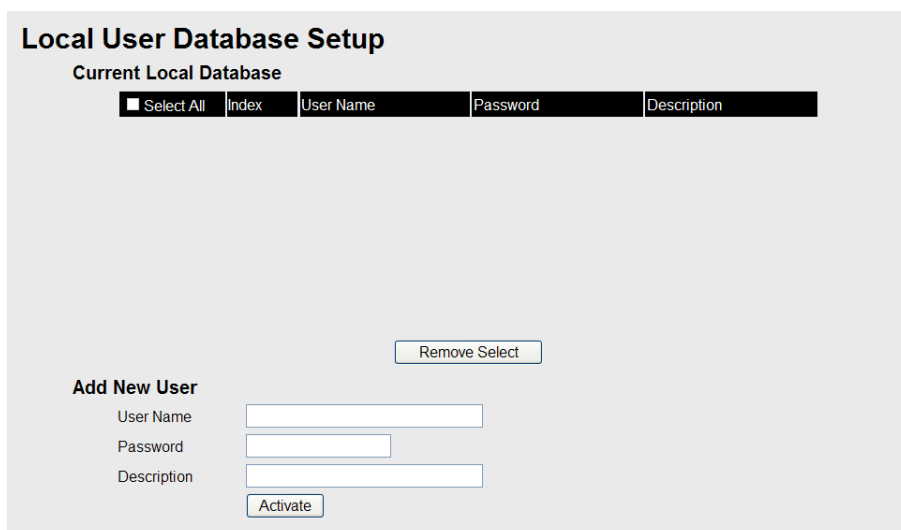 Local User Database Setup
Current Local Database
Select All Index User Name Password Description
Remove Select
Add New User
User Name
Password
Description
Activate